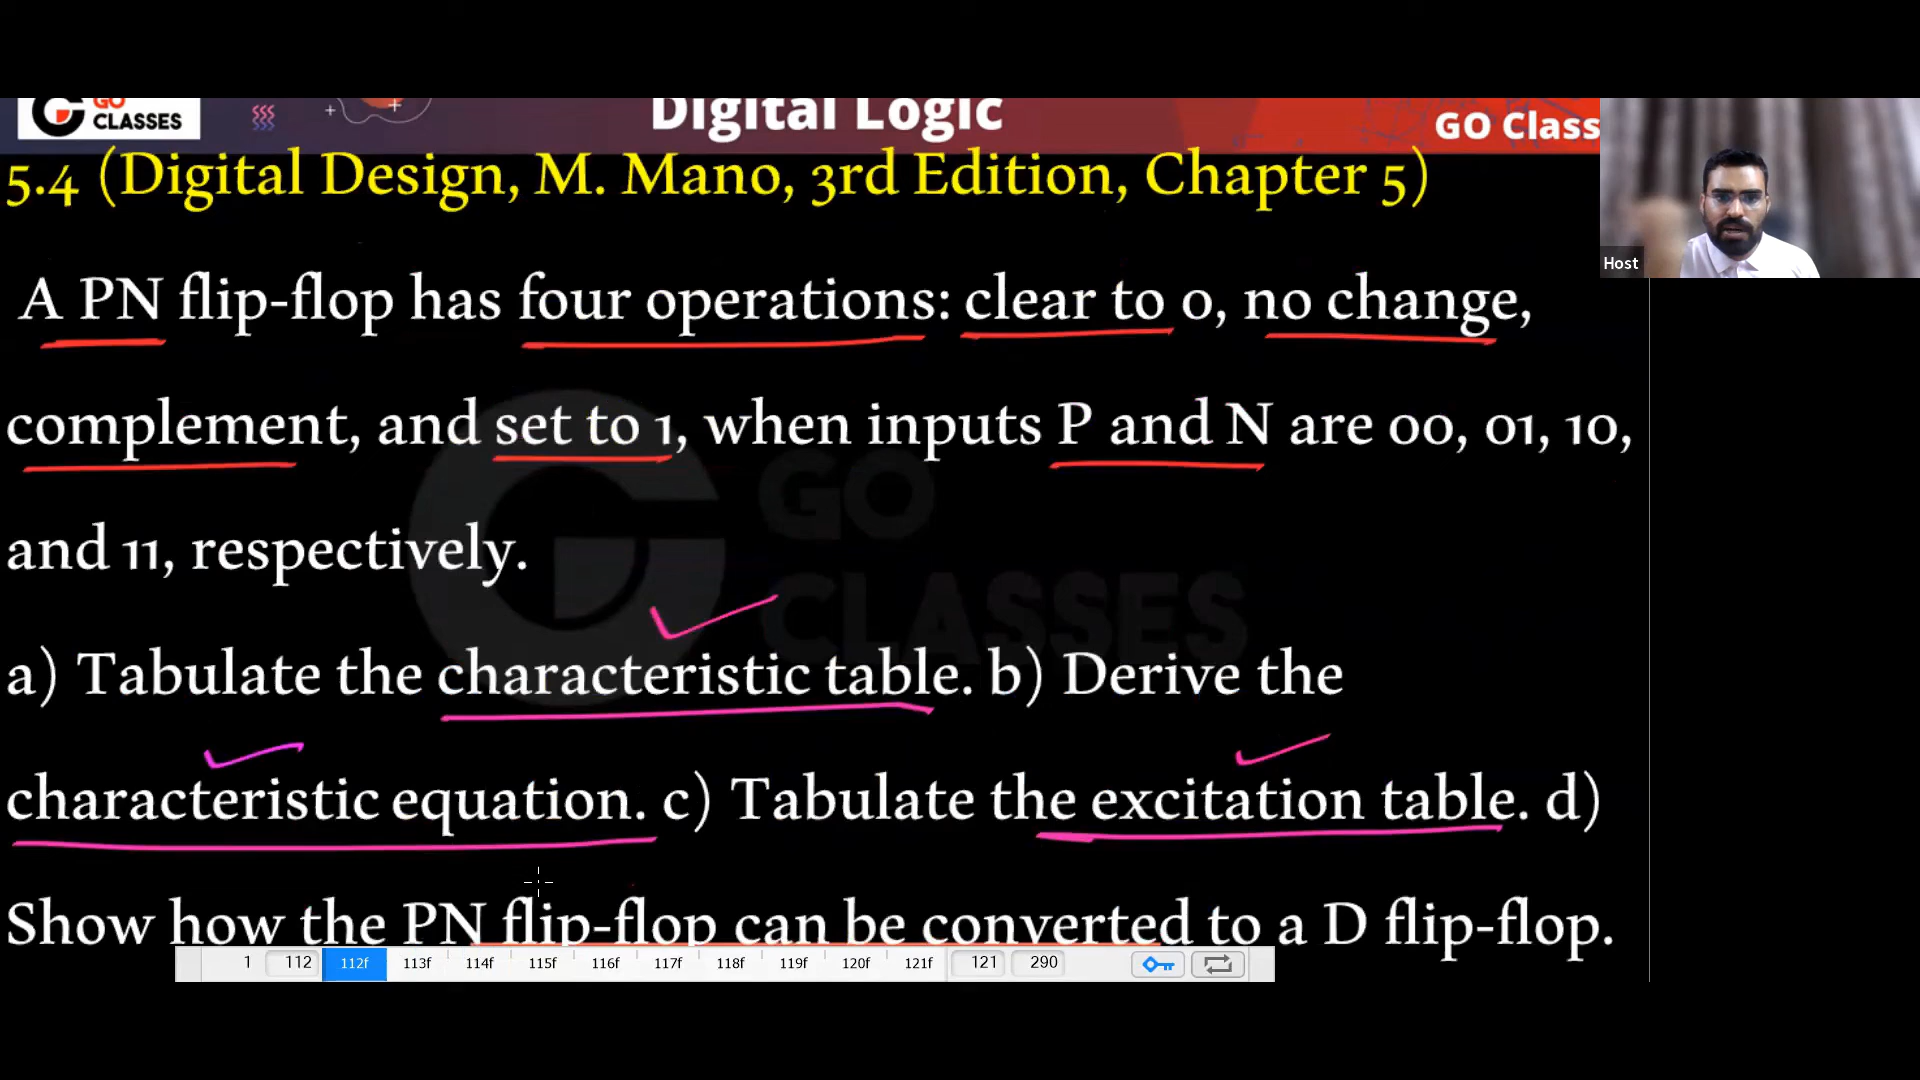 GO
CLASSES
Digital Logic
GO Class
5.4 (Digital Design, M. Mano, 3rd Edition, Chapter 5)
A PN flip-flop has four operations: clear to 0, no change,
complement, and set to 1, when inputs P and N are 00, 01, 10,
and 11, respectively.
a) Tabulate the characteristic table. b) Derive the
characteristic equation. c) Tabulate the excitation table. d)
Show how the PN flip-flop can be converted to a D flip-flop.
GO
CLASSES
Host
1 112 112f 113f 114f 115f 116f 117f 118f 119f 120f 121f 121 290